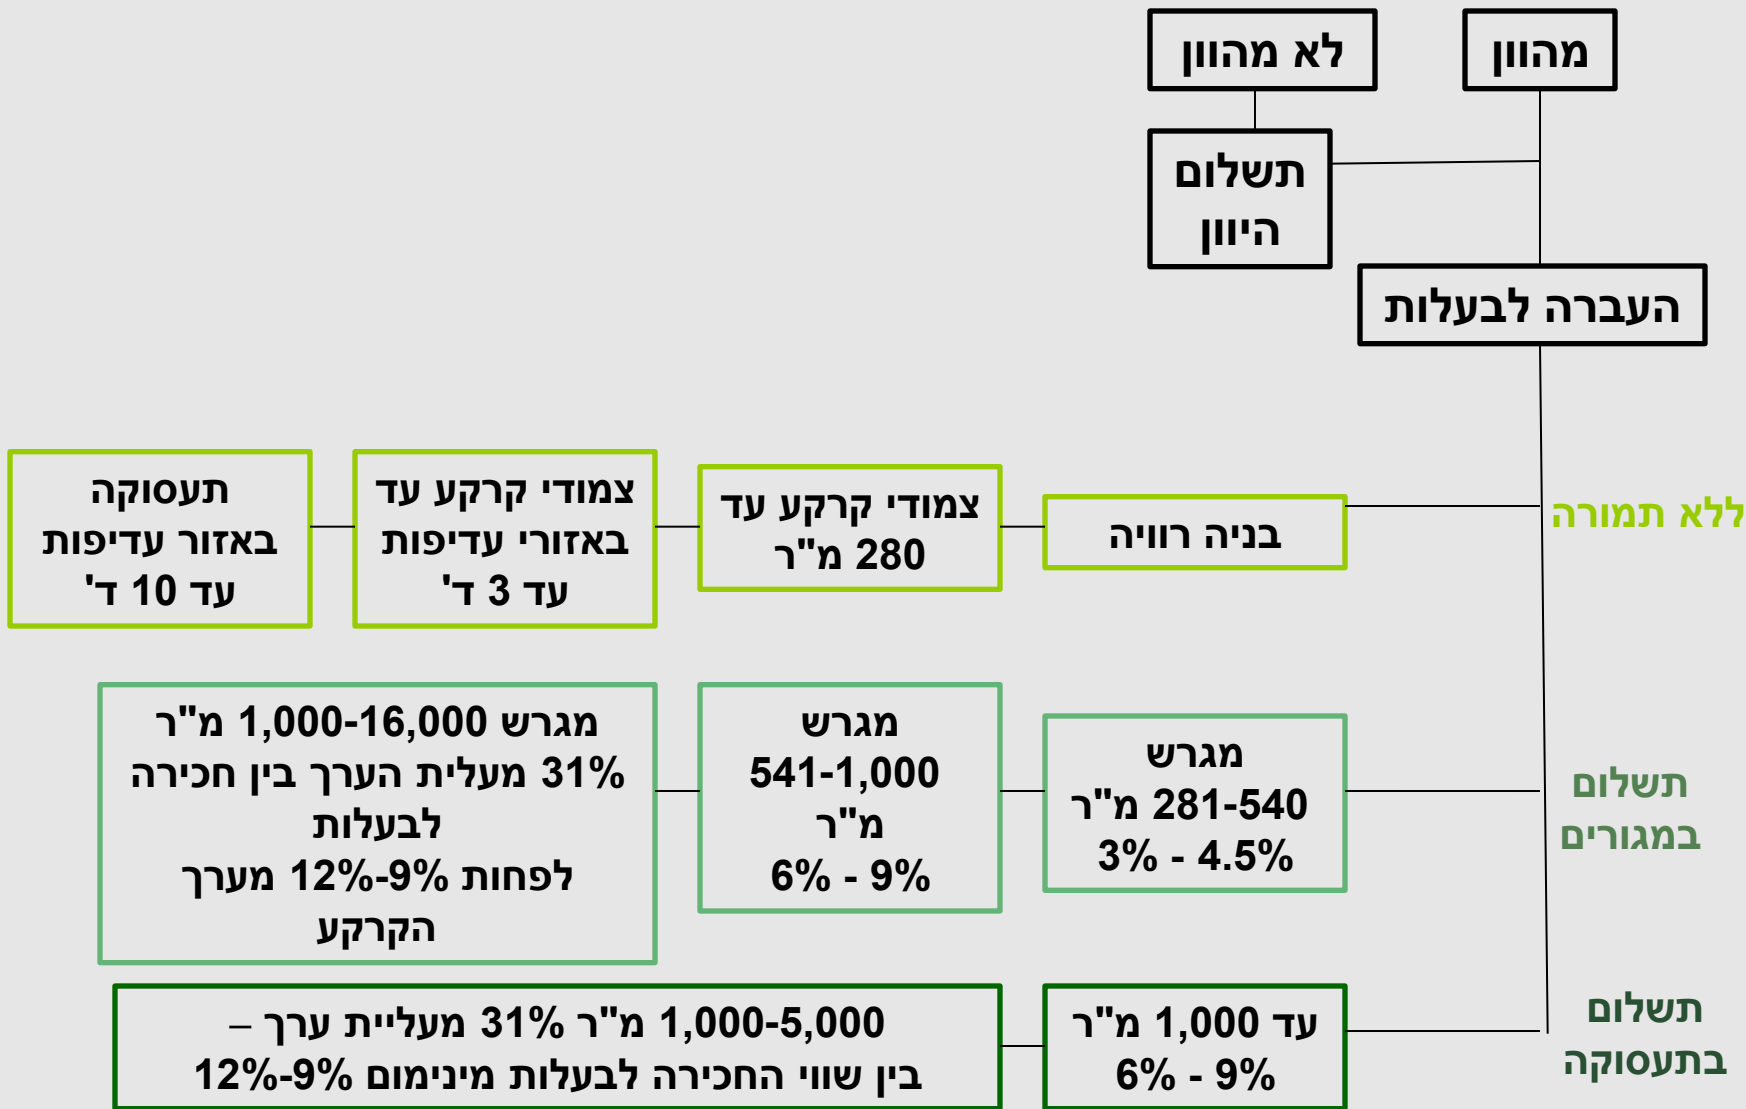 מהוון
לא מהוון
תשלום
היוון
העברה לבעלות
ללא תמורה
בניה רוויה
צמודי קרקע עד
280 מ"ר
צמודי קרקע עד
באזורי עדיפות
עד 3 ד'
תעסוקה
באזור עדיפות
עד 10 ד'
תשלום
במגורים
מגרש
281-540 מ"ר
3% - 4.5%
מגרש
541-1,000
מ"ר
6% - 9%
מגרש 1,000-16,000 מ"ר
31% מעלית הערך בין חכירה
לבעלות
לפחות 12%-9% מערך
הקרקע
תשלום
בתעסוקה
עד 1,000 מ"ר
6% - 9%
1,000-5,000 מ"ר 31% מעליית ערך –
בין שווי החכירה לבעלות מינימום 12%-9%